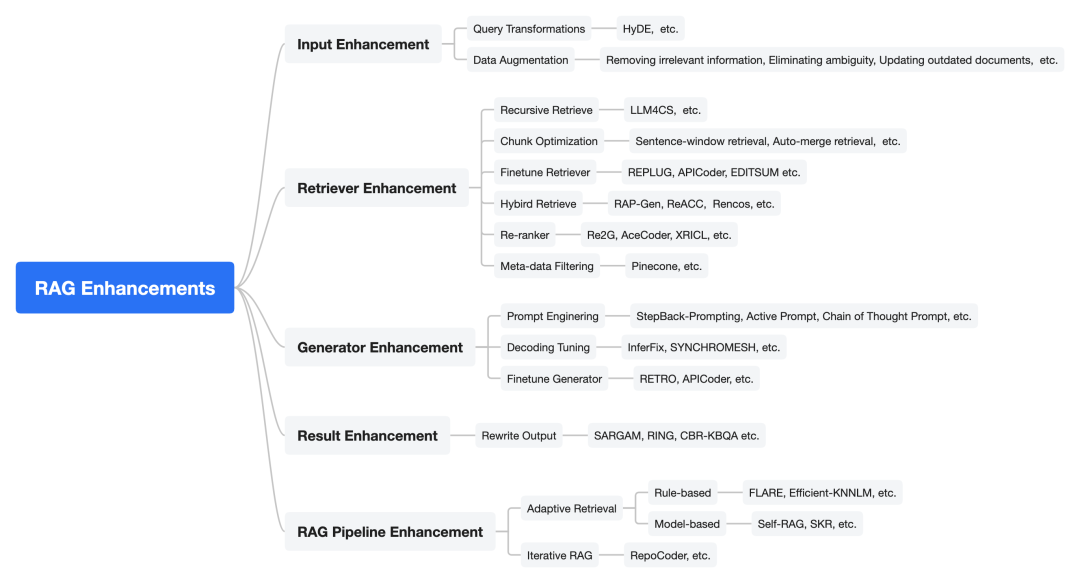 RAG Enhancements
Input Enhancement
Query Transformations
HyDE, etc.
Data Augmentation
Removing irrelevant information, Eliminating ambiguity, Updating outdated documents, etc.
Retriever Enhancement
Recursive Retrieve
LLM4CS, etc.
Chunk Optimization
Sentence-window retrieval, Auto-merge retrieval, etc.
Finetune Retriever
REPLUG, APICoder, EDITSUM etc.
Hybird Retrieve
RAP-Gen, ReACC, Rencos, etc.
Re-ranker
Re2G, AceCoder, XRICL, etc.
Meta-data Filtering
Pinecone, etc.
Generator Enhancement
Prompt Enginering
StepBack-Prompting, Active Prompt, Chain of Thought Prompt, etc.
Decoding Tuning
InferFix, SYNCHROMESH, etc.
Finetune Generator
RETRO, APICoder, etc.
Result Enhancement
Rewrite Output
SARGAM, RING, CBR-KBQA etc.
RAG Pipeline Enhancement
Adaptive Retrieval
Rule-based
FLARE, Efficient-KNNLM, etc.
Model-based
Self-RAG, SKR, etc.
Iterative RAG
RepoCoder, etc.